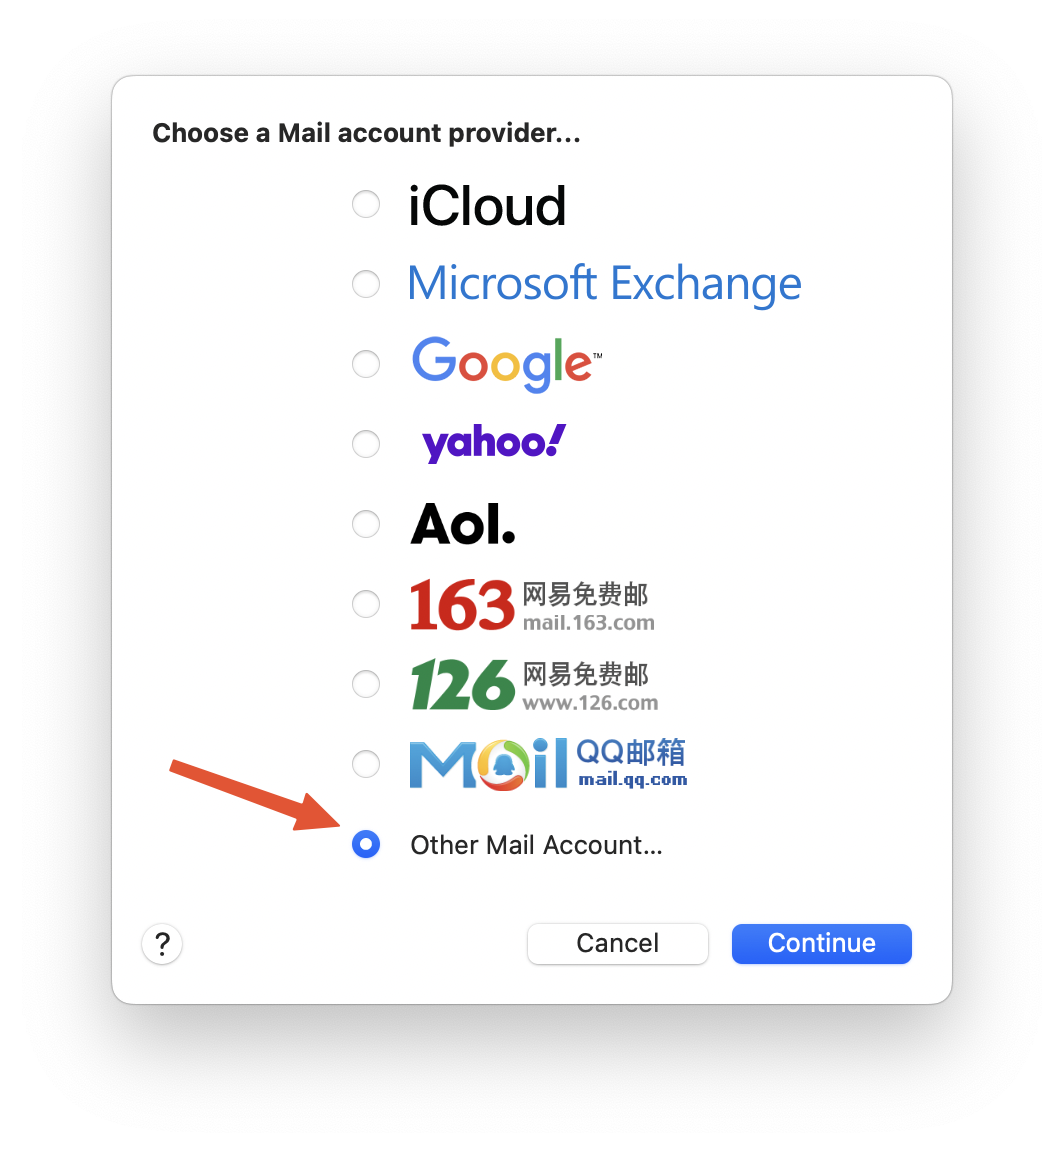 Choose a Mail account provider...
iCloud
Microsoft Exchange
Google™
yahoo!
Aol.
163 网易免费邮
mail.163.com
126 网易免费邮
www.126.com
Mail QQ邮箱
mail.qq.com
Other Mail Account...
? Cancel Continue